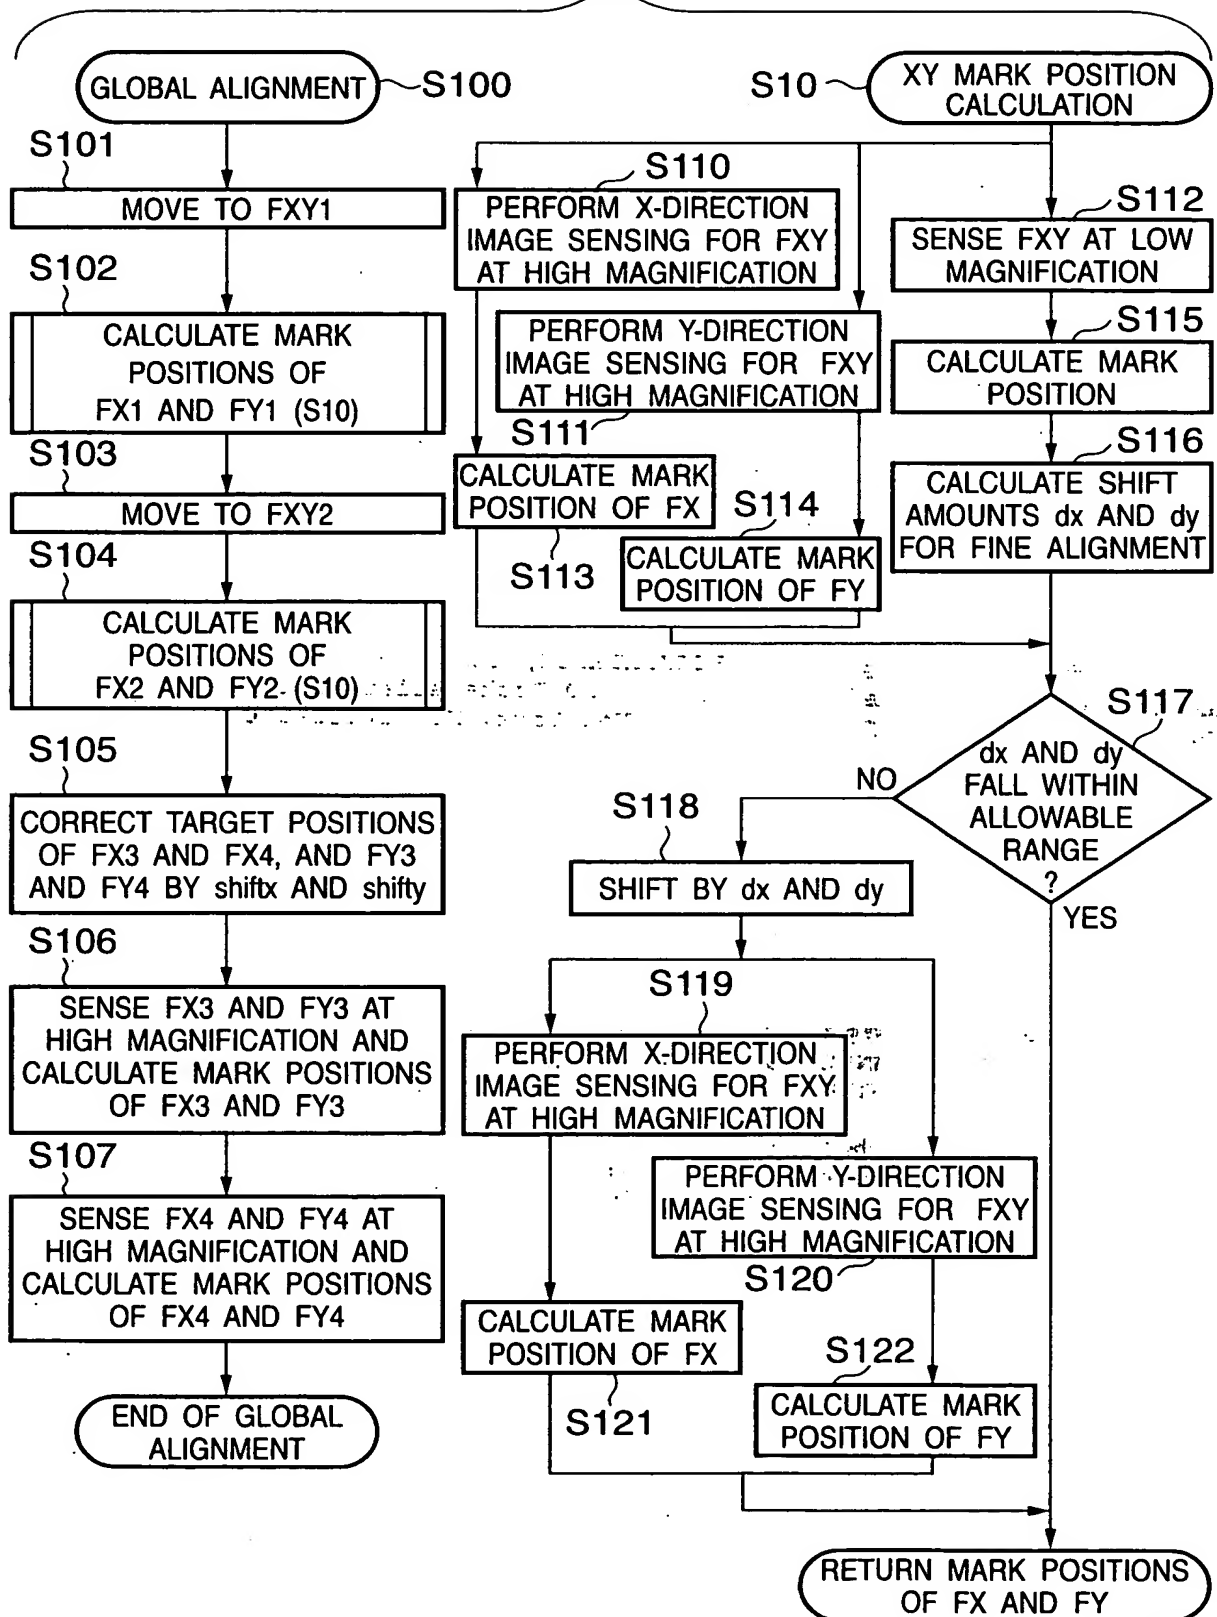 GLOBAL ALIGNMENT
S100
S101
MOVE TO FXY1
S102
CALCULATE MARK
POSITIONS OF
FX1 AND FY1 (S10)
S103
MOVE TO FXY2
S104
CALCULATE MARK
POSITIONS OF
FX2 AND FY2 (S10)
S105
CORRECT TARGET POSITIONS
OF FX3 AND FX4, AND FY3
AND FY4 BY shiftx AND shifty
S106
SENSE FX3 AND FY3 AT
HIGH MAGNIFICATION AND
CALCULATE MARK POSITIONS
OF FX3 AND FY3
S107
SENSE FX4 AND FY4 AT
HIGH MAGNIFICATION AND
CALCULATE MARK POSITIONS
OF FX4 AND FY4
END OF GLOBAL
ALIGNMENT
S10
XY MARK POSITION
CALCULATION
S110
PERFORM X-DIRECTION
IMAGE SENSING FOR FXY
AT HIGH MAGNIFICATION
PERFORM Y-DIRECTION
IMAGE SENSING FOR FXY
AT HIGH MAGNIFICATION
S111
S112
SENSE FXY AT LOW
MAGNIFICATION
S115
CALCULATE MARK
POSITION
S116
CALCULATE SHIFT
AMOUNTS dx AND dy
FOR FINE ALIGNMENT
CALCULATE MARK
POSITION OF FX
S113
S114
CALCULATE MARK
POSITION OF FY
S117
dx AND dy
FALL WITHIN
ALLOWABLE
RANGE
?
NO
YES
S118
SHIFT BY dx AND dy
S119
PERFORM X-DIRECTION
IMAGE SENSING FOR FXY
AT HIGH MAGNIFICATION
PERFORM Y-DIRECTION
IMAGE SENSING FOR FXY
AT HIGH MAGNIFICATION
S120
CALCULATE MARK
POSITION OF FX
S121
S122
CALCULATE MARK
POSITION OF FY
RETURN MARK POSITIONS
OF FX AND FY